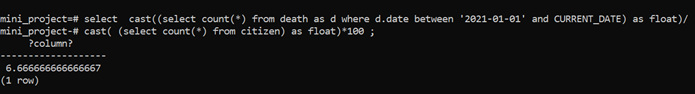 mini_project=# select  cast((select count(*) from death as d where d.date between '2021-01-01' and CURRENT_DATE) as float)/
mini_project-# cast( (select count(*) from citizen) as float)*100 ;
     ?column?
-------------------
 6.666666666666667
(1 row)